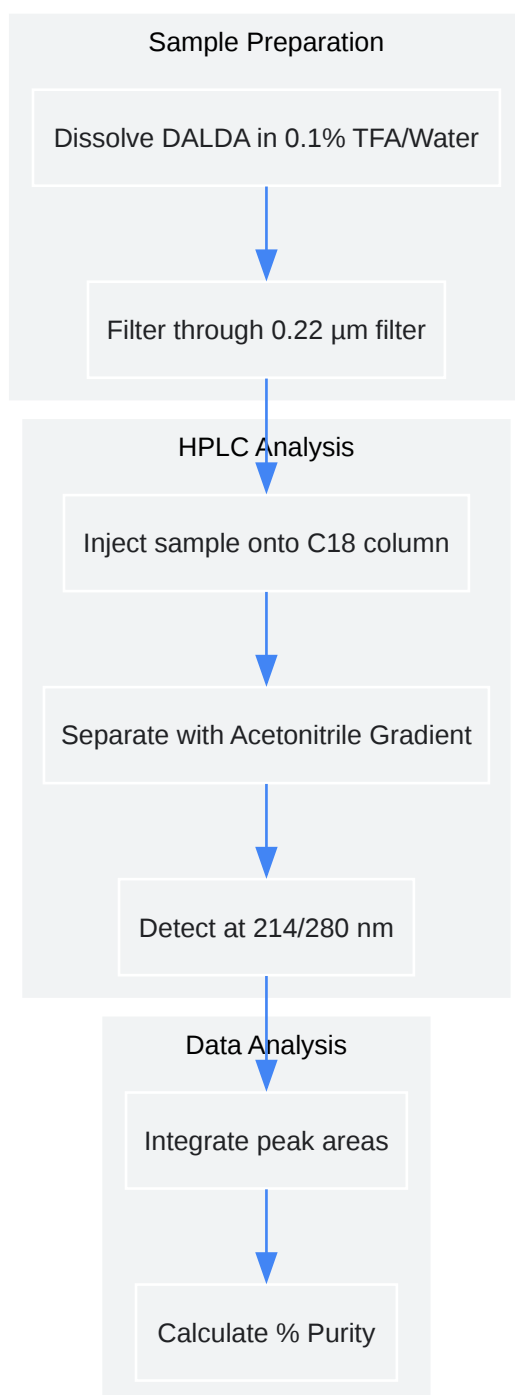 Sample Preparation
Dissolve DALDA in 0.1% TFA/Water
Filter through 0.22 µm filter
HPLC Analysis
Inject sample onto C18 column
Separate with Acetonitrile Gradient
Detect at 214/280 nm
Data Analysis
Integrate peak areas
Calculate % Purity